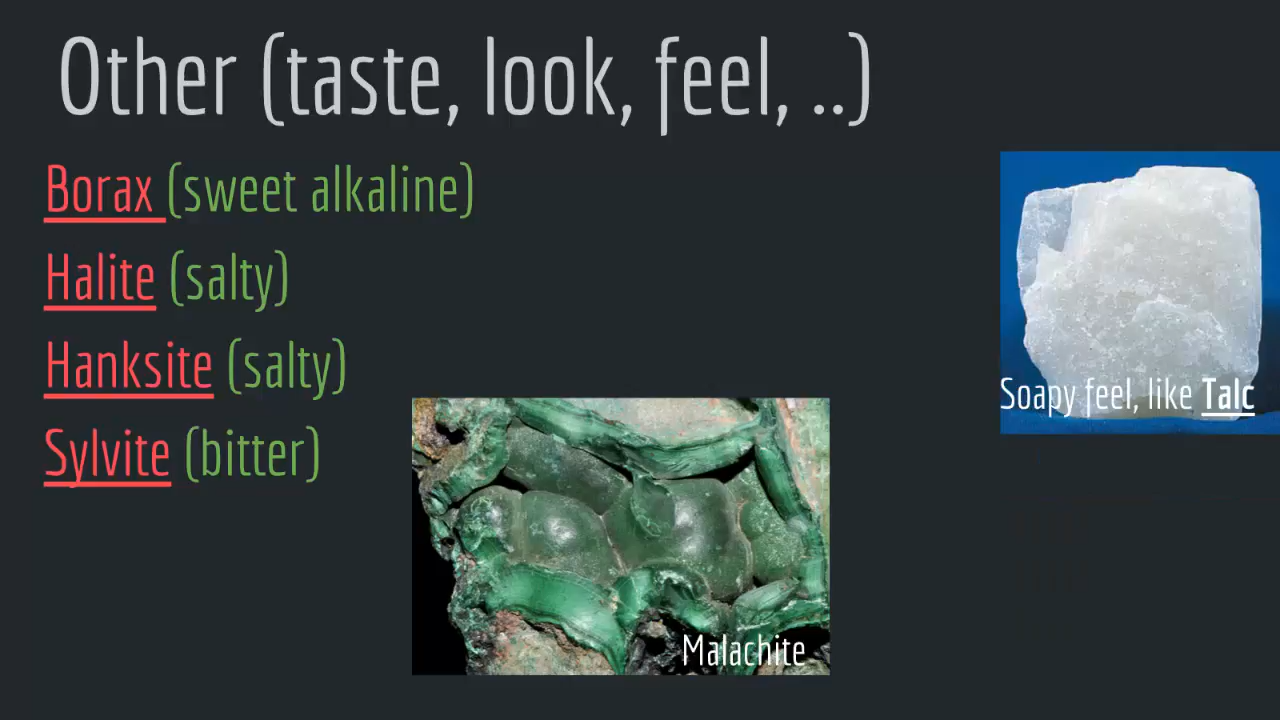 Other (taste, look, feel, ..)
Borax (sweet alkaline)
Halite (salty)
Hanksite (salty)
Sylvite (bitter)
Soapy feel, like Talc
Malachite